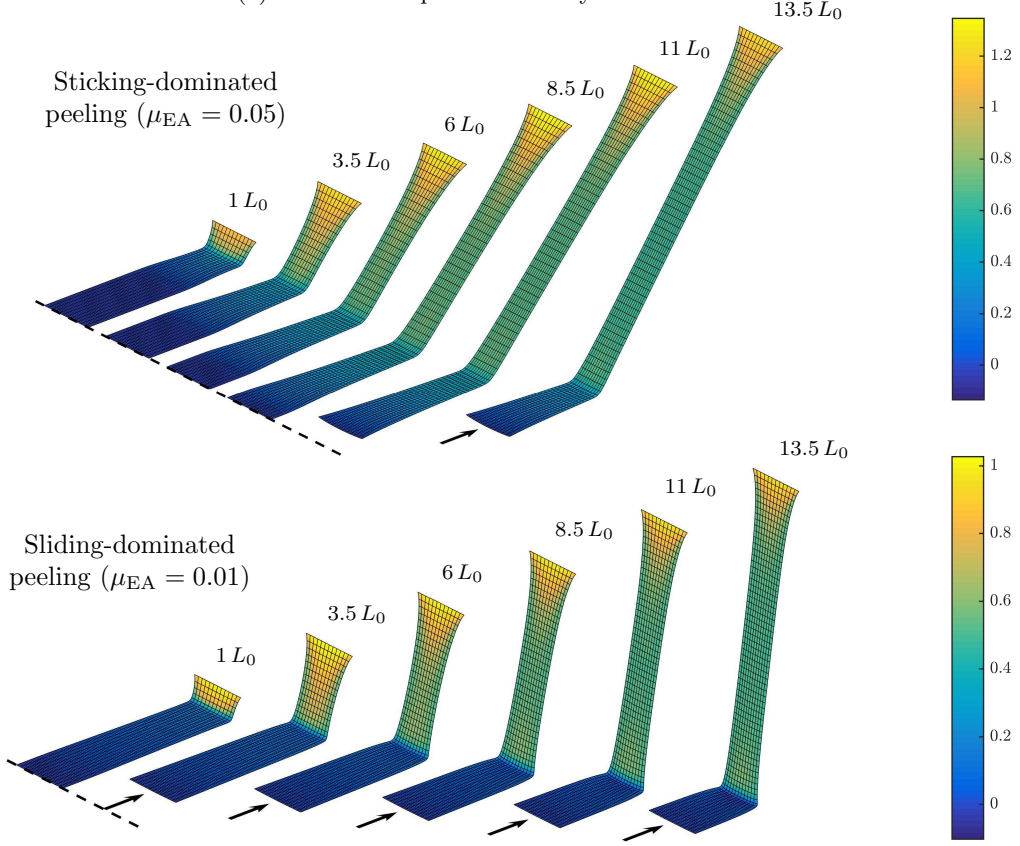 13.5 L₀
11 L₀
Sticking-dominated
peeling (μEA = 0.05)
8.5 L₀
6 L₀
3.5 L₀
1 L₀
1.2
1
0.8
0.6
0.4
0.2
0
13.5 L₀
11 L₀
8.5 L₀
Sliding-dominated
peeling (μEA = 0.01)
6 L₀
3.5 L₀
1 L₀
1
0.8
0.6
0.4
0.2
0